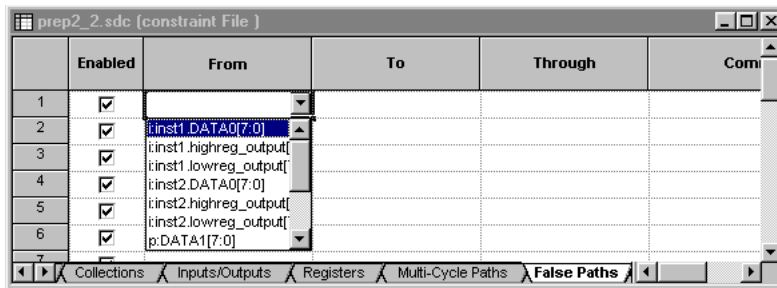 prep2_2.sdc (constraint File )
Enabled From To Through Com
1
2 i:inst1.DATA0[7:0]
i:inst1.highreg_output[
3 i:inst1.lowreg_output[
4 i:inst2.DATA0[7:0]
5 i:inst2.highreg_output[
i:inst2.lowreg_output[
6 p:DATA1[7:0]
7
Collections Inputs/Outputs Registers Multi-Cycle Paths False Paths